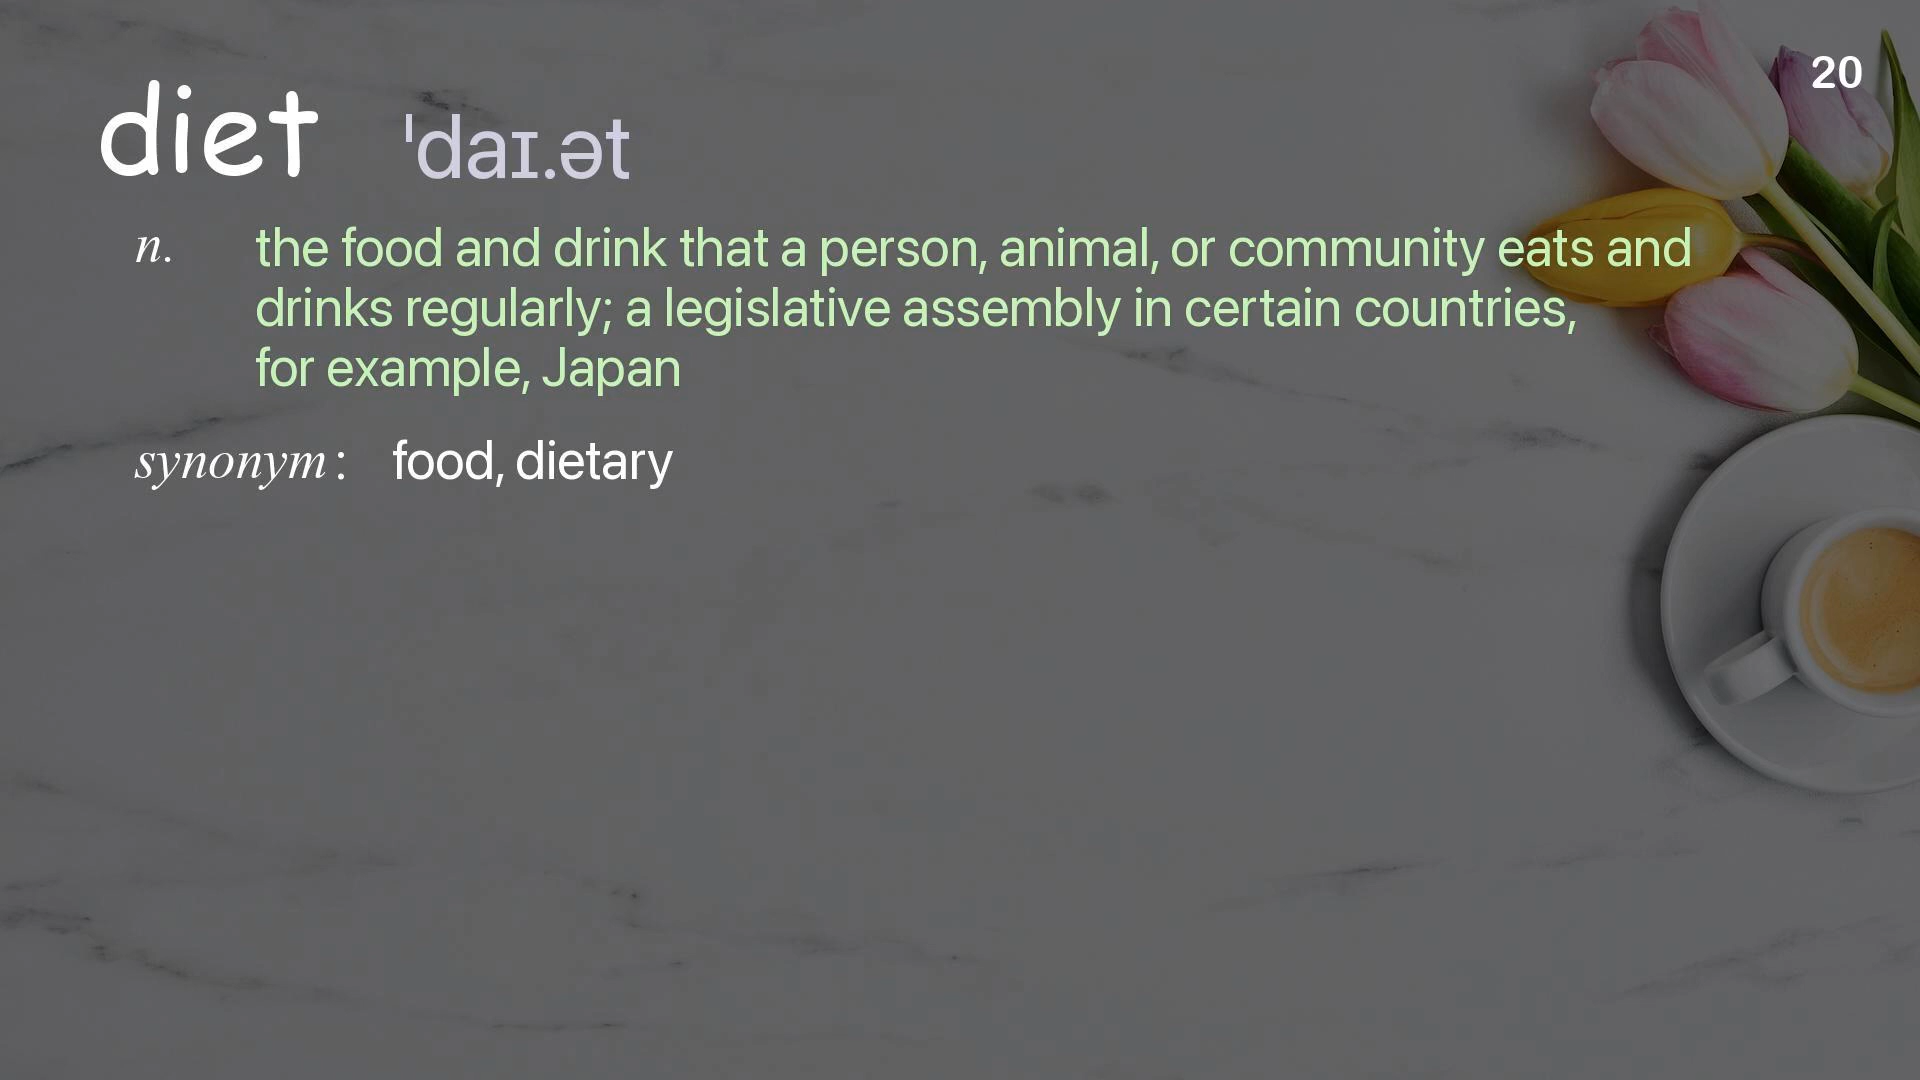 20
diet ˈdaɪ.ət
n. the food and drink that a person, animal, or community eats and
drinks regularly; a legislative assembly in certain countries,
for example, Japan
synonym: food, dietary